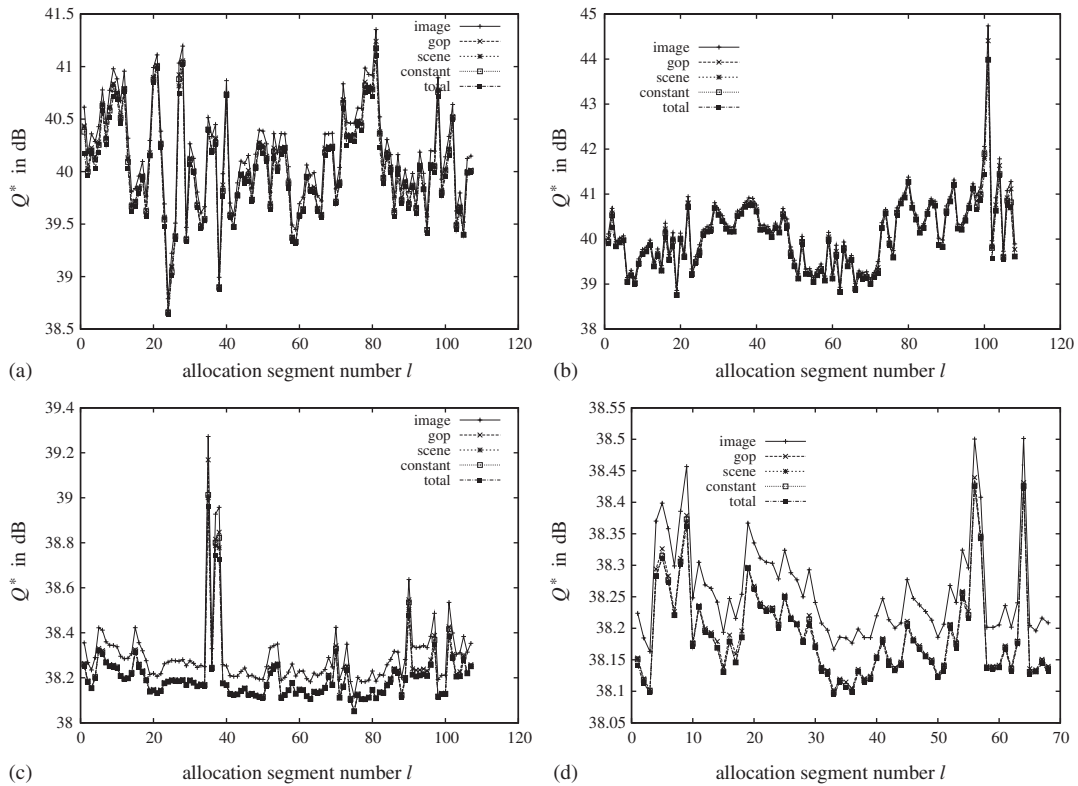 41.5
41
40.5
40
39.5
39
38.5
Q* in dB
image
gop
scene
constant
total
0 20 40 60 80 100 120
(a) allocation segment number l
45
44
43
42
41
40
39
38
Q* in dB
image
gop
scene
constant
total
0 20 40 60 80 100 120
(b) allocation segment number l
39.4
39.2
39
38.8
38.6
38.4
38.2
38
Q* in dB
image
gop
scene
constant
total
0 20 40 60 80 100 120
(c) allocation segment number l
38.55
38.5
38.45
38.4
38.35
38.3
38.25
38.2
38.15
38.1
38.05
Q* in dB
image
gop
scene
constant
total
0 10 20 30 40 50 60 70
(d) allocation segment number l